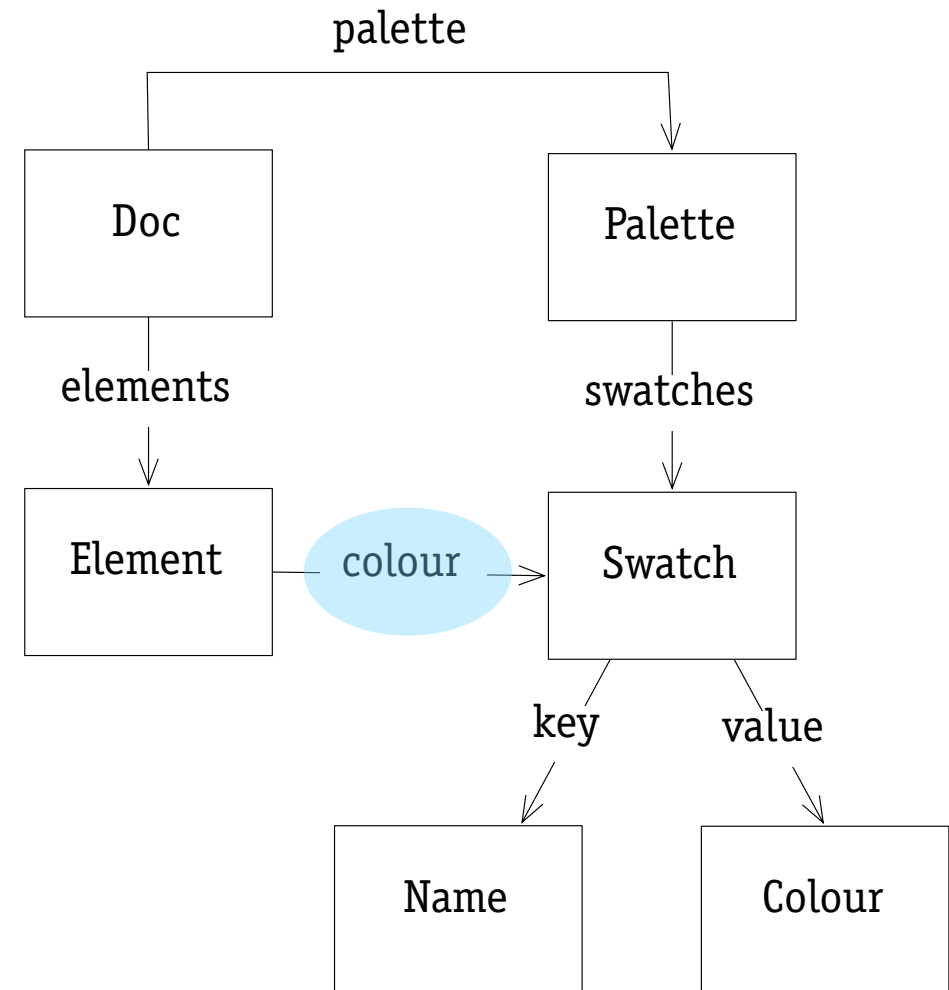 palette
Doc
Palette
elements
swatches
Element
colour
Swatch
key
value
Name
Colour